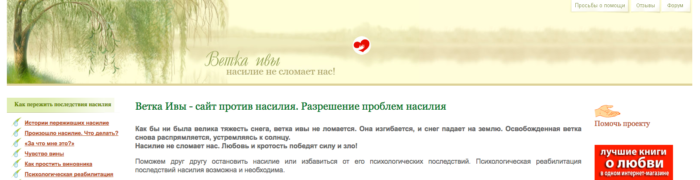 Просьбы о помощи
Отзывы
Форум
Ветка ивы
насилие не сломает нас!
Как пережить последствия насилия
Истории переживших насилие
Произошло насилие. Что делать?
«За что мне это?»
Чувство вины
Как простить виновника
Психологическая реабилитация
Ветка Ивы - сайт против насилия. Разрешение проблем насилия
Как бы ни была велика тяжесть снега, ветка ивы не ломается. Она изгибается, и снег падает на землю. Освобожденная ветка
снова распрямляется, устремляясь к солнцу.
Насилие не сломает нас. Любовь и кротость победят силу и зло!
Поможем друг другу остановить насилие или избавиться от его психологических последствий. Психологическая реабилитация
последствий насилия возможна и необходима.
Помочь проекту
лучшие книги
о любви
в одном интернет-магазине